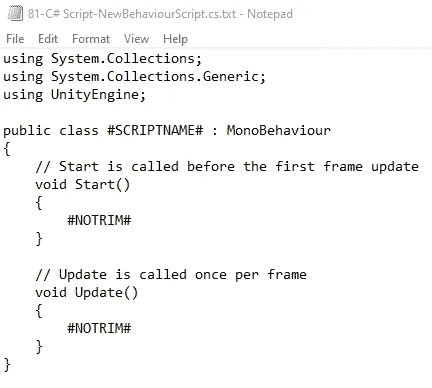 81-C# Script-NewBehaviourScript.cs.txt - Notepad
File Edit Format View Help
using System.Collections;
using System.Collections.Generic;
using UnityEngine;

public class #SCRIPTNAME# : MonoBehaviour
{
    // Start is called before the first frame update
    void Start()
    {
        #NOTRIM#
    }

    // Update is called once per frame
    void Update()
    {
        #NOTRIM#
    }
}